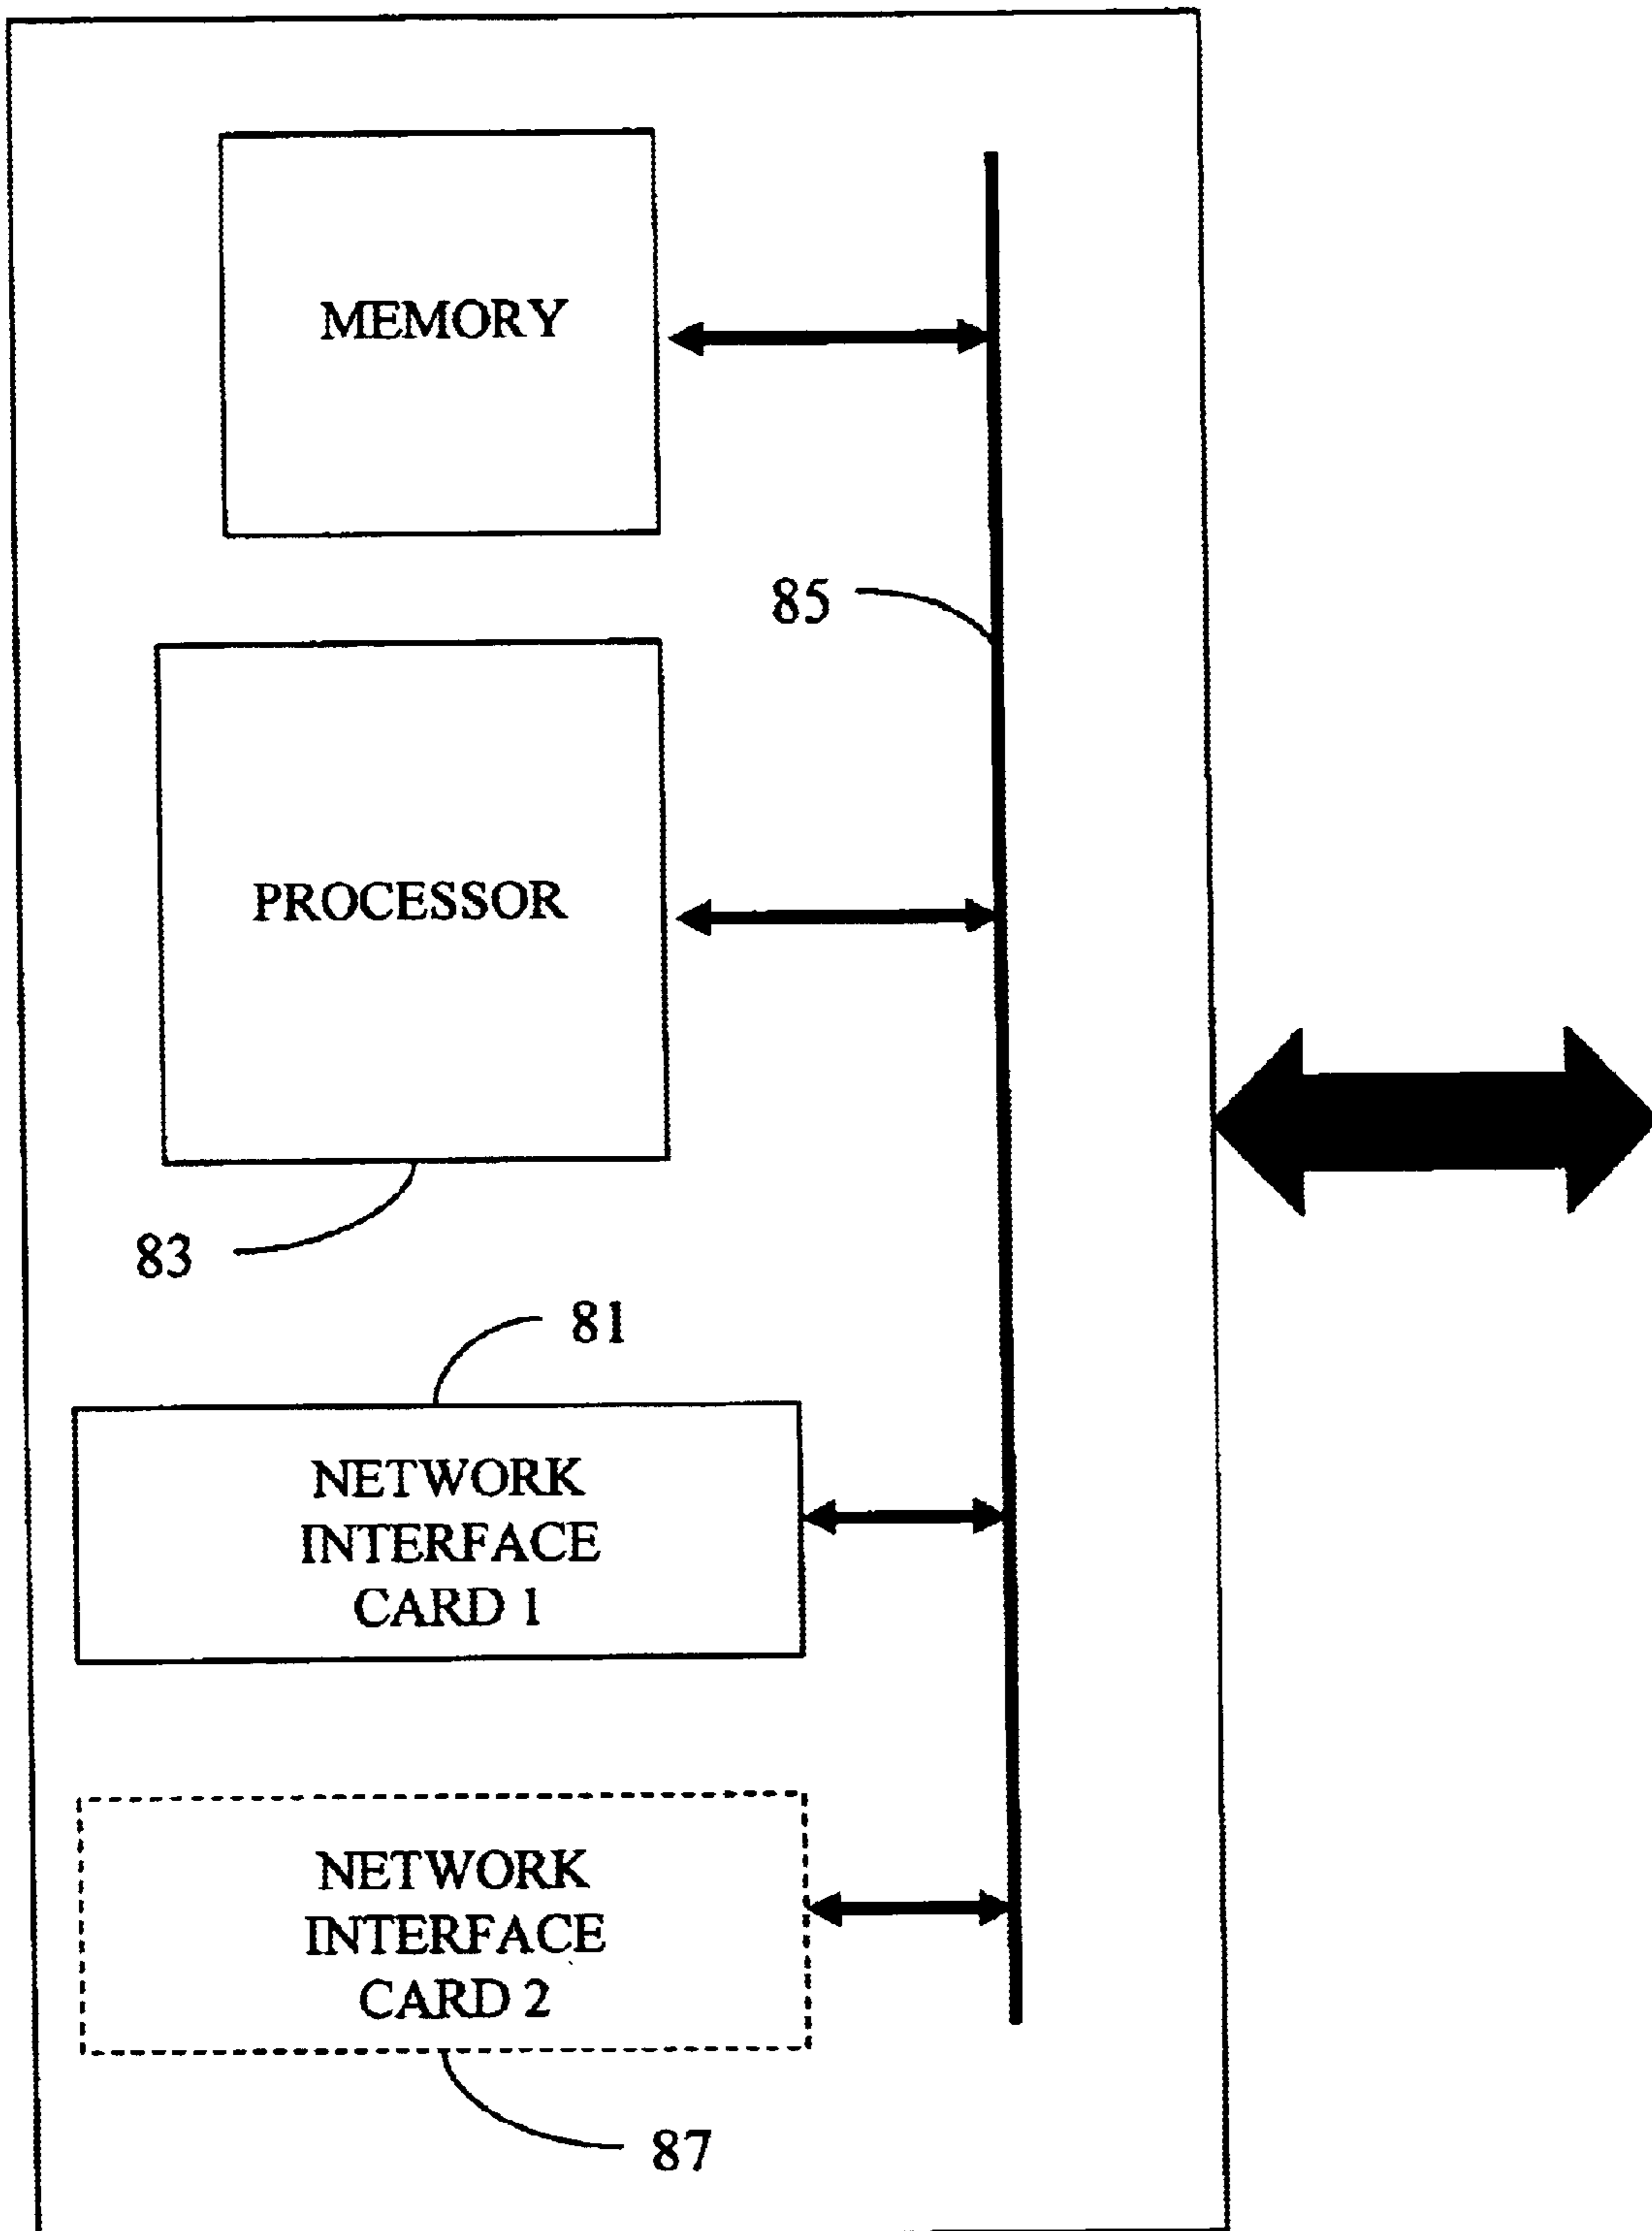 MEMORY
85
PROCESSOR
83
81
NETWORK
INTERFACE
CARD 1
NETWORK
INTERFACE
CARD 2
87